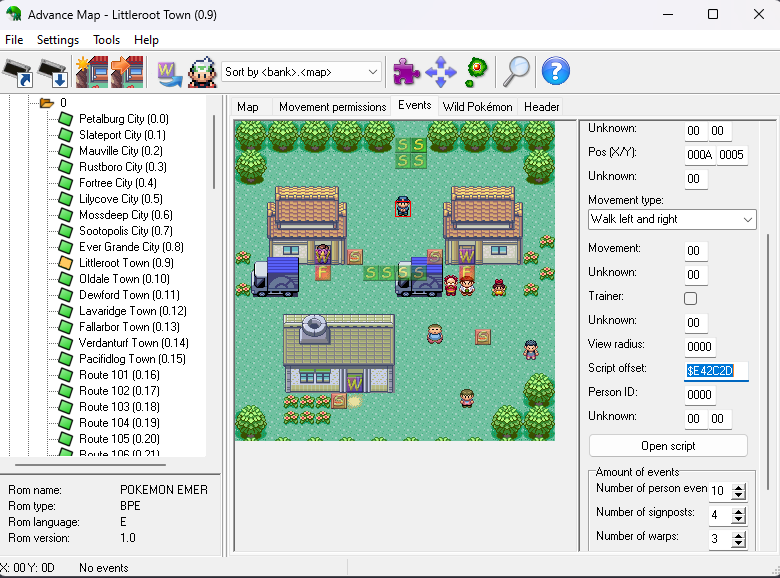 Advance Map - Littleroot Town (0.9)
File Settings Tools Help
Sort by <bank>.<map>
0
Petalburg City (0.0)
Slateport City (0.1)
Mauville City (0.2)
Rustboro City (0.3)
Fortree City (0.4)
Lilycove City (0.5)
Mossdeep City (0.6)
Sootopolis City (0.7)
Ever Grande City (0.8)
Littleroot Town (0.9)
Oldale Town (0.10)
Dewford Town (0.11)
Lavaridge Town (0.12)
Fallarbor Town (0.13)
Verdanturf Town (0.14)
Pacifidlog Town (0.15)
Route 101 (0.16)
Route 102 (0.17)
Route 103 (0.18)
Route 104 (0.19)
Route 105 (0.20)
Route 106 (0.21)
Rom name: POKEMON EMER
Rom type: BPE
Rom language: E
Rom version: 1.0
Map Movement permissions Events Wild Pokémon Header
S S
S S
S S
W
F S S S S F
S
W
S
Unknown: 00 00
Pos (X/Y): 000A 0005
Unknown: 00
Movement type:
Walk left and right
Movement: 00
Unknown: 00
Trainer:
Unknown: 00
View radius: 0000
Script offset: $E42C2D
Person ID: 0000
Unknown: 00 00
Open script
Amount of events
Number of person even 10
Number of signposts: 4
Number of warps: 3
X: 00 Y: 0D No events